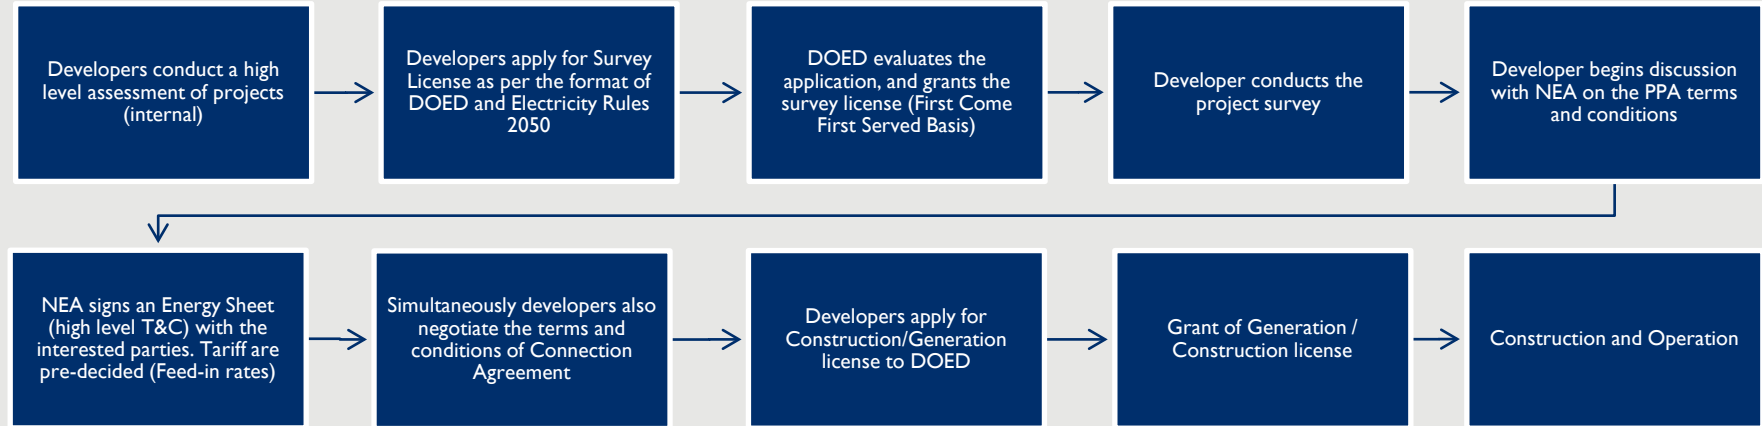 Developers conduct a high
level assessment of projects
(internal)
Developers apply for Survey
License as per the format of
DOED and Electricity Rules
2050
DOED evaluates the
application, and grants the
survey license (First Come
First Served Basis)
Developer conducts the
project survey
Developer begins discussion
with NEA on the PPA terms
and conditions
NEA signs an Energy Sheet
(high level T&C) with the
interested parties. Tariff are
pre-decided (Feed-in rates)
Simultaneously developers also
negotiate the terms and
conditions of Connection
Agreement
Developers apply for
Construction/Generation
license to DOED
Grant of Generation /
Construction license
Construction and Operation